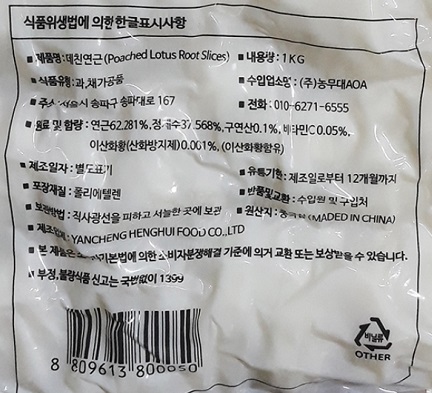 식품위생법에 의한 한글표시사항
■ 제품명: 데친연근 (Poached Lotus Root Slices) ■ 내용량 : 1KG
■ 식품유형: 과,채가공품 ■ 수입업소명 : (주)농무대AOA
■ 주소: 서울시 송파구 송파대로 167 ■ 전화 : 010-6271-6555
■ 원료 및 함량 : 연근62.281%, 정제수37.568%, 구연산0.1%, 비타민C 0.05%,
이산화황(산화방지제)0.001%, (이산화황함유)
■ 제조일자 : 별도표기 ■ 유통기한: 제조일로부터 12개월까지
■ 포장재질 : 폴리에틸렌 ■ 반품및교환 : 수입원 및 구입처
■ 보관방법 : 직사광선을 피하고 서늘한 곳에 보관 ■ 원산지 : 중국산 (MADE IN CHINA)
■ 제조업체: YANCHENG HENGHUI FOOD CO.,LTD
■ 본 제품은 기본법에 의한 소비자분쟁해결 기준에 의거 교환 또는 보상받을 수 있습니다.
■ 부정,불량식품 신고는 국번없이 1399
비닐류
OTHER
8 809613 800050